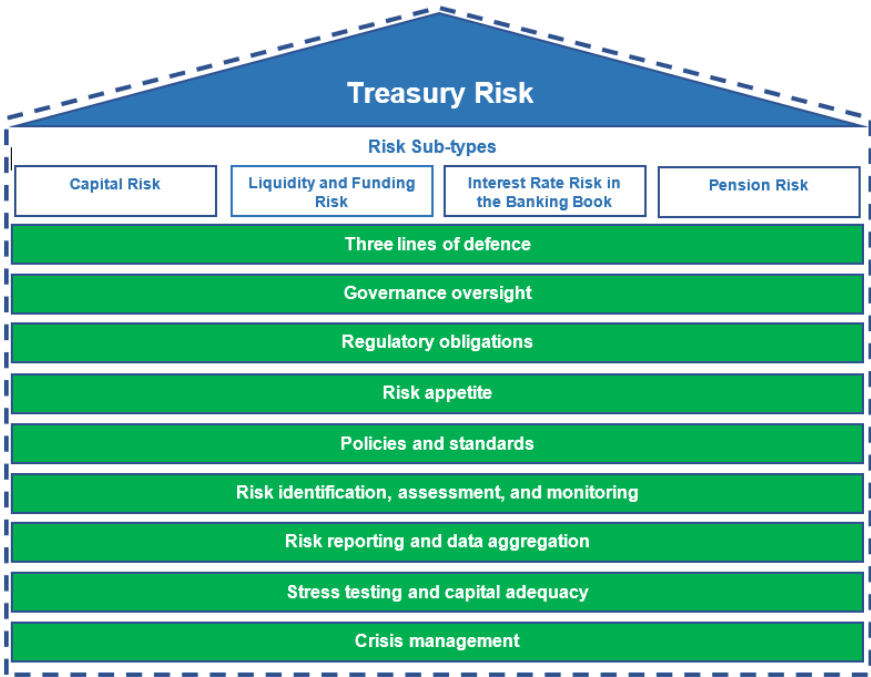 Treasury Risk
Risk Sub-types
Capital Risk
Liquidity and Funding
Risk
Interest Rate Risk in
the Banking Book
Pension Risk
Three lines of defence
Governance oversight
Regulatory obligations
Risk appetite
Policies and standards
Risk identification, assessment, and monitoring
Risk reporting and data aggregation
Stress testing and capital adequacy
Crisis management